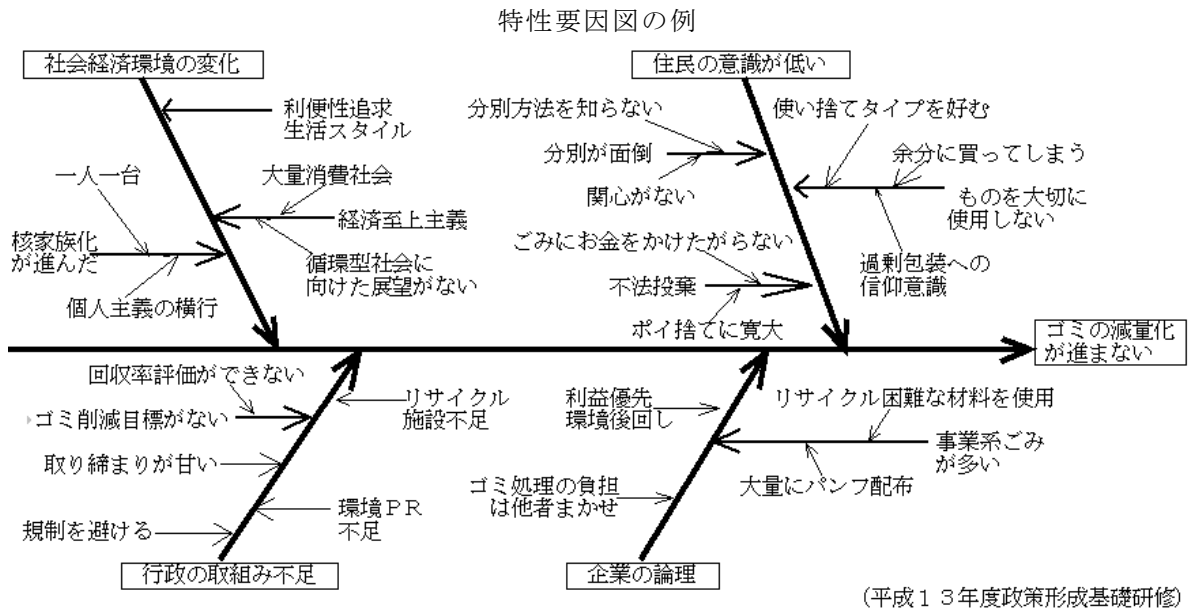 特性要因図の例
社会経済環境の変化
利便性追求
生活スタイル
一人一台
大量消費社会
経済至上主義
核家族化
が進んだ
循環型社会に
向けた展望がない
個人主義の横行
住民の意識が低い
分別方法を知らない
使い捨てタイプを好む
分別が面倒
余分に買ってしまう
関心がない
ものを大切に
使用しない
ごみにお金をかけたがらない
過剰包装への
信仰意識
不法投棄
ポイ捨てに寛大
ゴミの減量化
が進まない
回収率評価ができない
リサイクル
施設不足
ゴミ削減目標がない
取り締まりが甘い
環境ＰＲ
不足
規制を避ける
行政の取組み不足
利益優先
環境後回し
リサイクル困難な材料を使用
事業系ごみ
が多い
大量にパンフ配布
ゴミ処理の負担
は他者まかせ
企業の論理
(平成１３年度政策形成基礎研修)